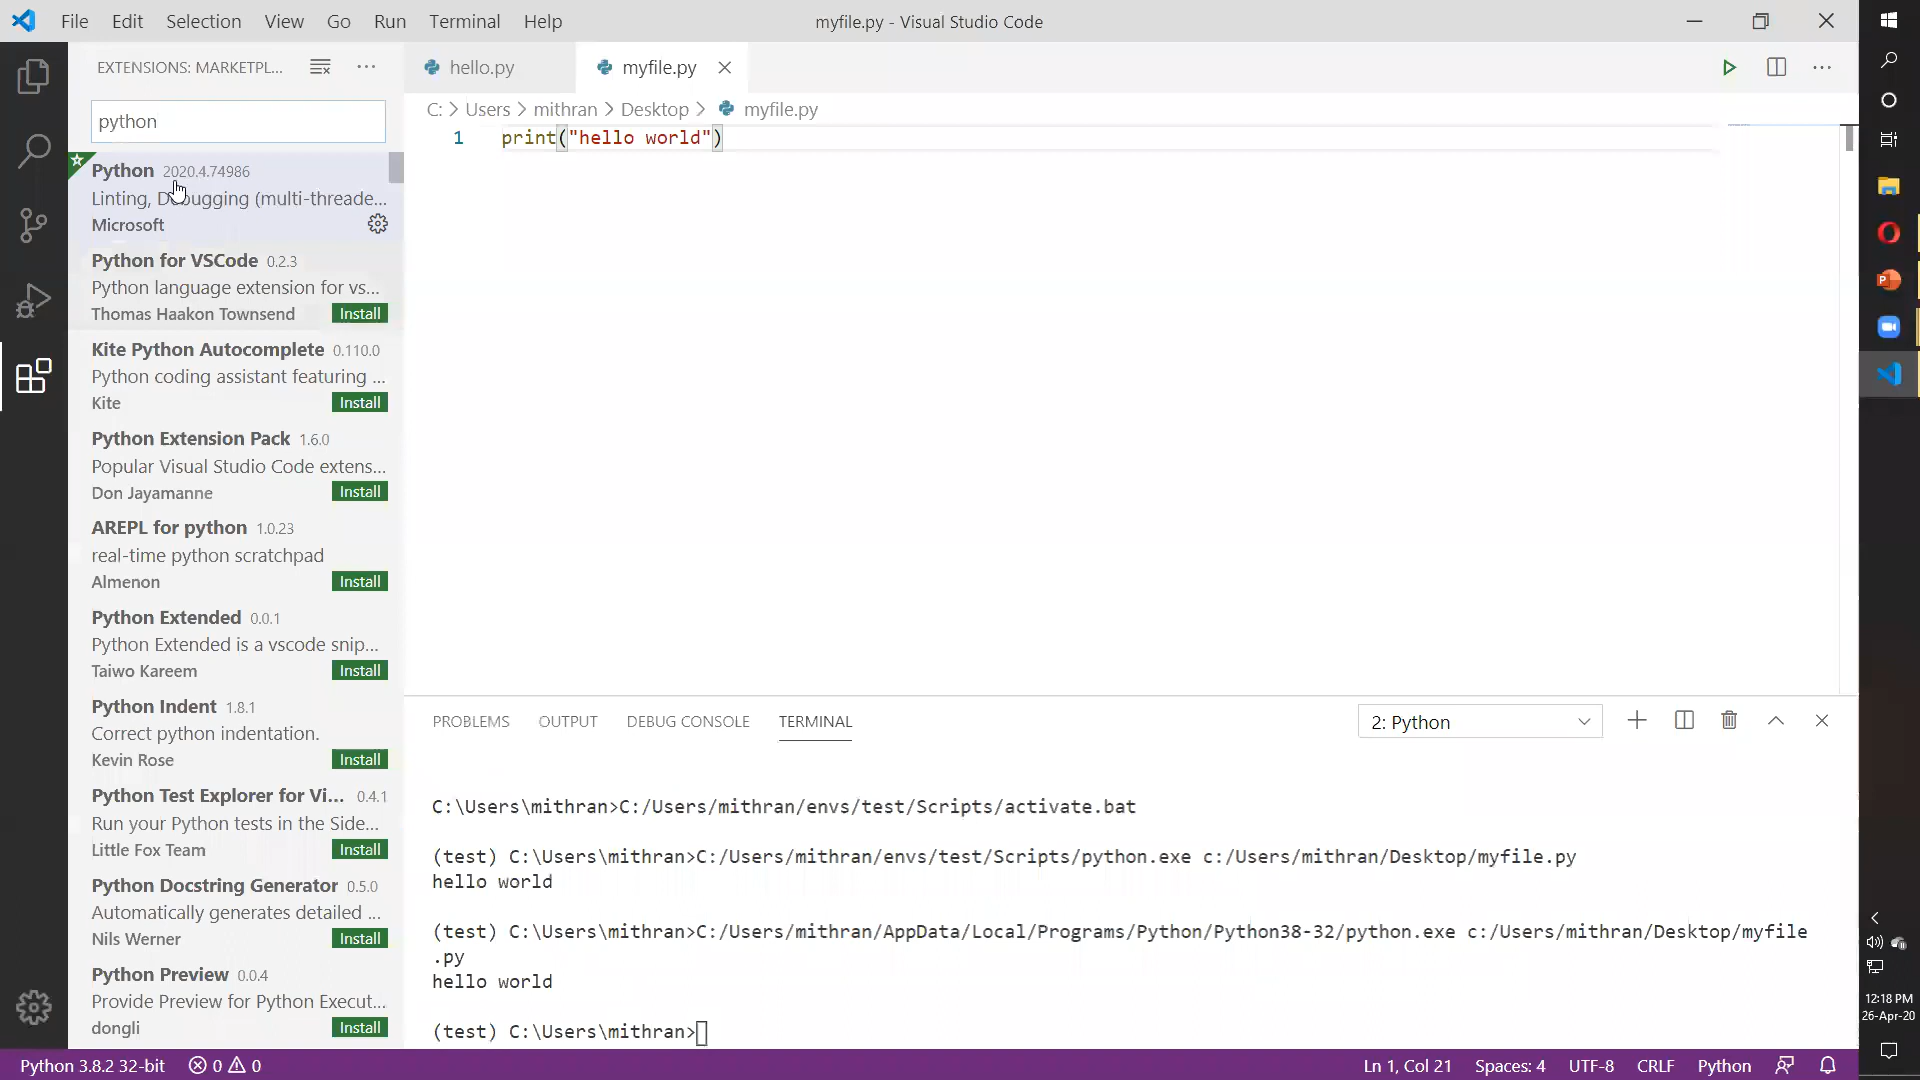 File Edit Selection View Go Run Terminal Help
myfile.py - Visual Studio Code
EXTENSIONS: MARKETPL...
python
Python 2020.4.74986
Linting, Debugging (multi-threade...
Microsoft
Python for VSCode 0.2.3
Python language extension for vs...
Thomas Haakon Townsend Install
Kite Python Autocomplete 0.110.0
Python coding assistant featuring ...
Kite Install
Python Extension Pack 1.6.0
Popular Visual Studio Code extens...
Don Jayamanne Install
AREPL for python 1.0.23
real-time python scratchpad
Almenon Install
Python Extended 0.0.1
Python Extended is a vscode snip...
Taiwo Kareem Install
Python Indent 1.8.1
Correct python indentation.
Kevin Rose Install
Python Test Explorer for Vi... 0.4.1
Run your Python tests in the Side...
Little Fox Team Install
Python Docstring Generator 0.5.0
Automatically generates detailed ...
Nils Werner Install
Python Preview 0.0.4
Provide Preview for Python Execut...
dongli Install
hello.py myfile.py
C: > Users > mithran > Desktop > myfile.py
1 print("hello world")
PROBLEMS OUTPUT DEBUG CONSOLE TERMINAL 2: Python
C:\Users\mithran>C:/Users/mithran/envs/test/Scripts/activate.bat
(test) C:\Users\mithran>C:/Users/mithran/envs/test/Scripts/python.exe c:/Users/mithran/Desktop/myfile.py
hello world
(test) C:\Users\mithran>C:/Users/mithran/AppData/Local/Programs/Python/Python38-32/python.exe c:/Users/mithran/Desktop/myfile
.py
hello world
(test) C:\Users\mithran>
Python 3.8.2 32-bit 0 0 Ln 1, Col 21 Spaces: 4 UTF-8 CRLF Python
12:18 PM
26-Apr-20